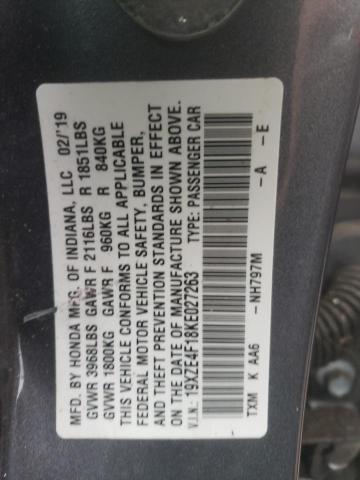 MFD. BY HONDA MFG. OF INDIANA, LLC 02/'19
GVWR 3968LBS GAWR F 2116LBS R 1851LBS
GVWR 1800KG GAWR F 960KG R 840KG
THIS VEHICLE CONFORMS TO ALL APPLICABLE
FEDERAL MOTOR VEHICLE SAFETY, BUMPER,
AND THEFT PREVENTION STANDARDS IN EFFECT
ON THE DATE OF MANUFACTURE SHOWN ABOVE.
V.I.N.: 19XZE4F18KE027263 TYPE: PASSENGER CAR
-NH797M -A -E
TXM K AA6